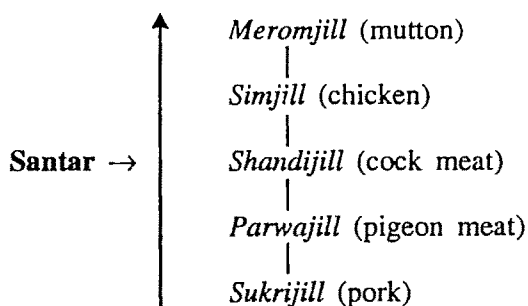 Meromjill (mutton)
Simjill (chicken)
Santar → Shandijill (cock meat)
Parwajill (pigeon meat)
Sukrijill (pork)